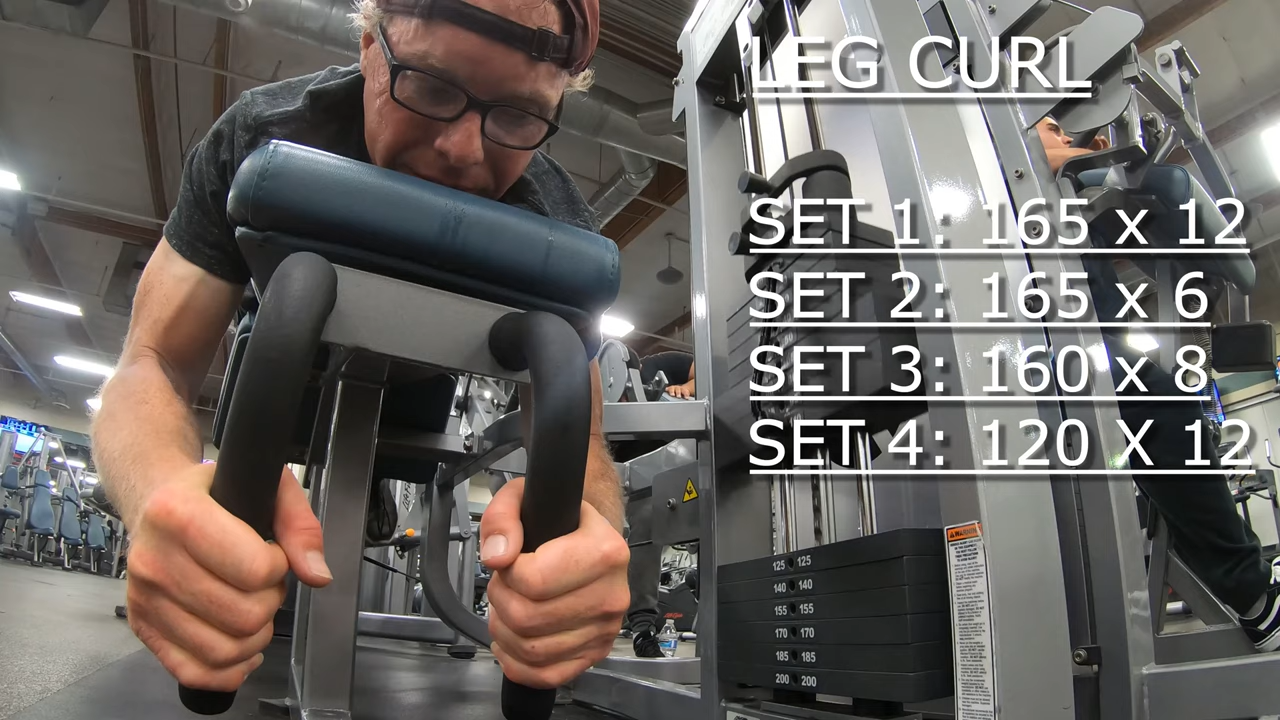 LEG CURL
SET 1: 165 x 12
SET 2: 165 x 6
SET 3: 160 x 8
SET 4: 120 X 12
125 125
140 140
155 155
170 170
185 185
200 200
WARNING